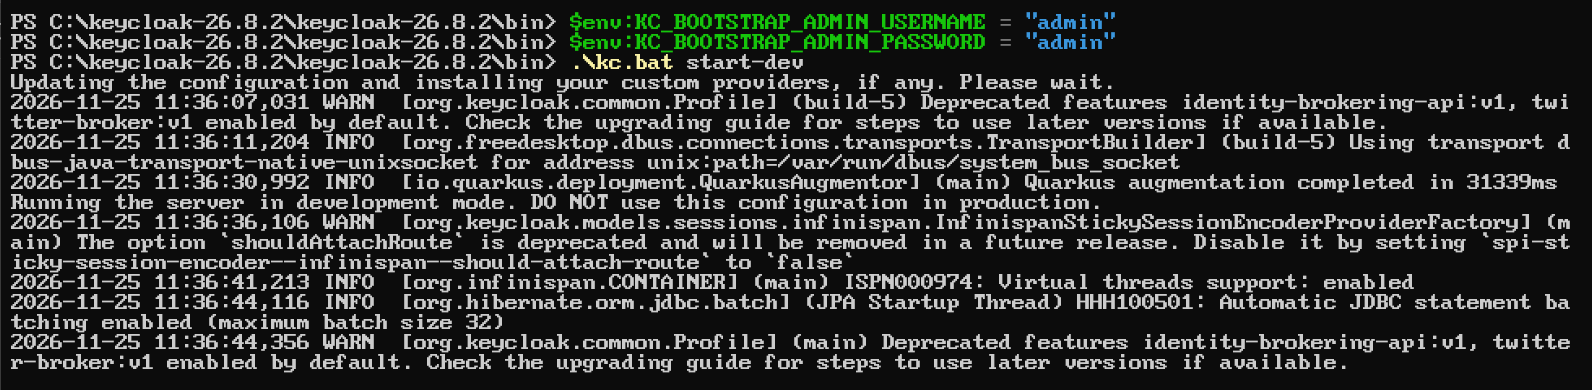 PS C:\keycloak-26.8.2\keycloak-26.8.2\bin> $env:KC_BOOTSTRAP_ADMIN_USERNAME = "admin"
PS C:\keycloak-26.8.2\keycloak-26.8.2\bin> $env:KC_BOOTSTRAP_ADMIN_PASSWORD = "admin"
PS C:\keycloak-26.8.2\keycloak-26.8.2\bin> .\kc.bat start-dev
Updating the configuration and installing your custom providers, if any. Please wait.
2026-11-25 11:36:07,031 WARN  [org.keycloak.common.Profile] (build-5) Deprecated features identity-brokering-api:v1, twi
tter-broker:v1 enabled by default. Check the upgrading guide for steps to use later versions if available.
2026-11-25 11:36:11,204 INFO  [org.freedesktop.dbus.connections.transports.TransportBuilder] (build-5) Using transport d
bus-java-transport-native-unixsocket for address unix:path=/var/run/dbus/system_bus_socket
2026-11-25 11:36:30,992 INFO  [io.quarkus.deployment.QuarkusAugmentor] (main) Quarkus augmentation completed in 31339ms
Running the server in development mode. DO NOT use this configuration in production.
2026-11-25 11:36:36,106 WARN  [org.keycloak.models.sessions.infinispan.InfinispanStickySessionEncoderProviderFactory] (m
ain) The option `shouldAttachRoute` is deprecated and will be removed in a future release. Disable it by setting `spi-st
icky-session-encoder--infinispan--should-attach-route` to `false`
2026-11-25 11:36:41,213 INFO  [org.infinispan.CONTAINER] (main) ISPN000974: Virtual threads support: enabled
2026-11-25 11:36:44,116 INFO  [org.hibernate.orm.jdbc.batch] (JPA Startup Thread) HHH100501: Automatic JDBC statement ba
tching enabled (maximum batch size 32)
2026-11-25 11:36:44,356 WARN  [org.keycloak.common.Profile] (main) Deprecated features identity-brokering-api:v1, twitte
r-broker:v1 enabled by default. Check the upgrading guide for steps to use later versions if available.